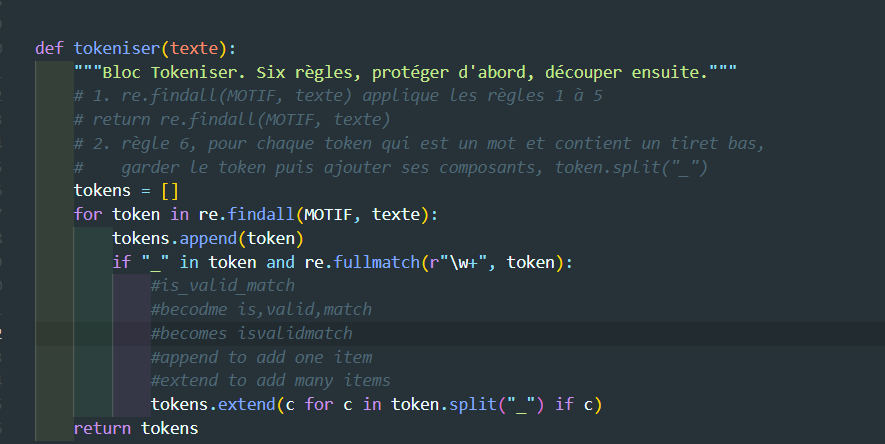 def tokeniser(texte):
    """Bloc Tokeniser. Six règles, protéger d'abord, découper ensuite."""
    # 1. re.findall(MOTIF, texte) applique les règles 1 à 5
    # return re.findall(MOTIF, texte)
    # 2. règle 6, pour chaque token qui est un mot et contient un tiret bas,
    #    garder le token puis ajouter ses composants, token.split("_")
    tokens = []
    for token in re.findall(MOTIF, texte):
        tokens.append(token)
        if "_" in token and re.fullmatch(r"\w+", token):
            #is_valid_match
            #becodme is,valid,match
            #becomes isvalidmatch
            #append to add one item
            #extend to add many items
            tokens.extend(c for c in token.split("_") if c)
    return tokens